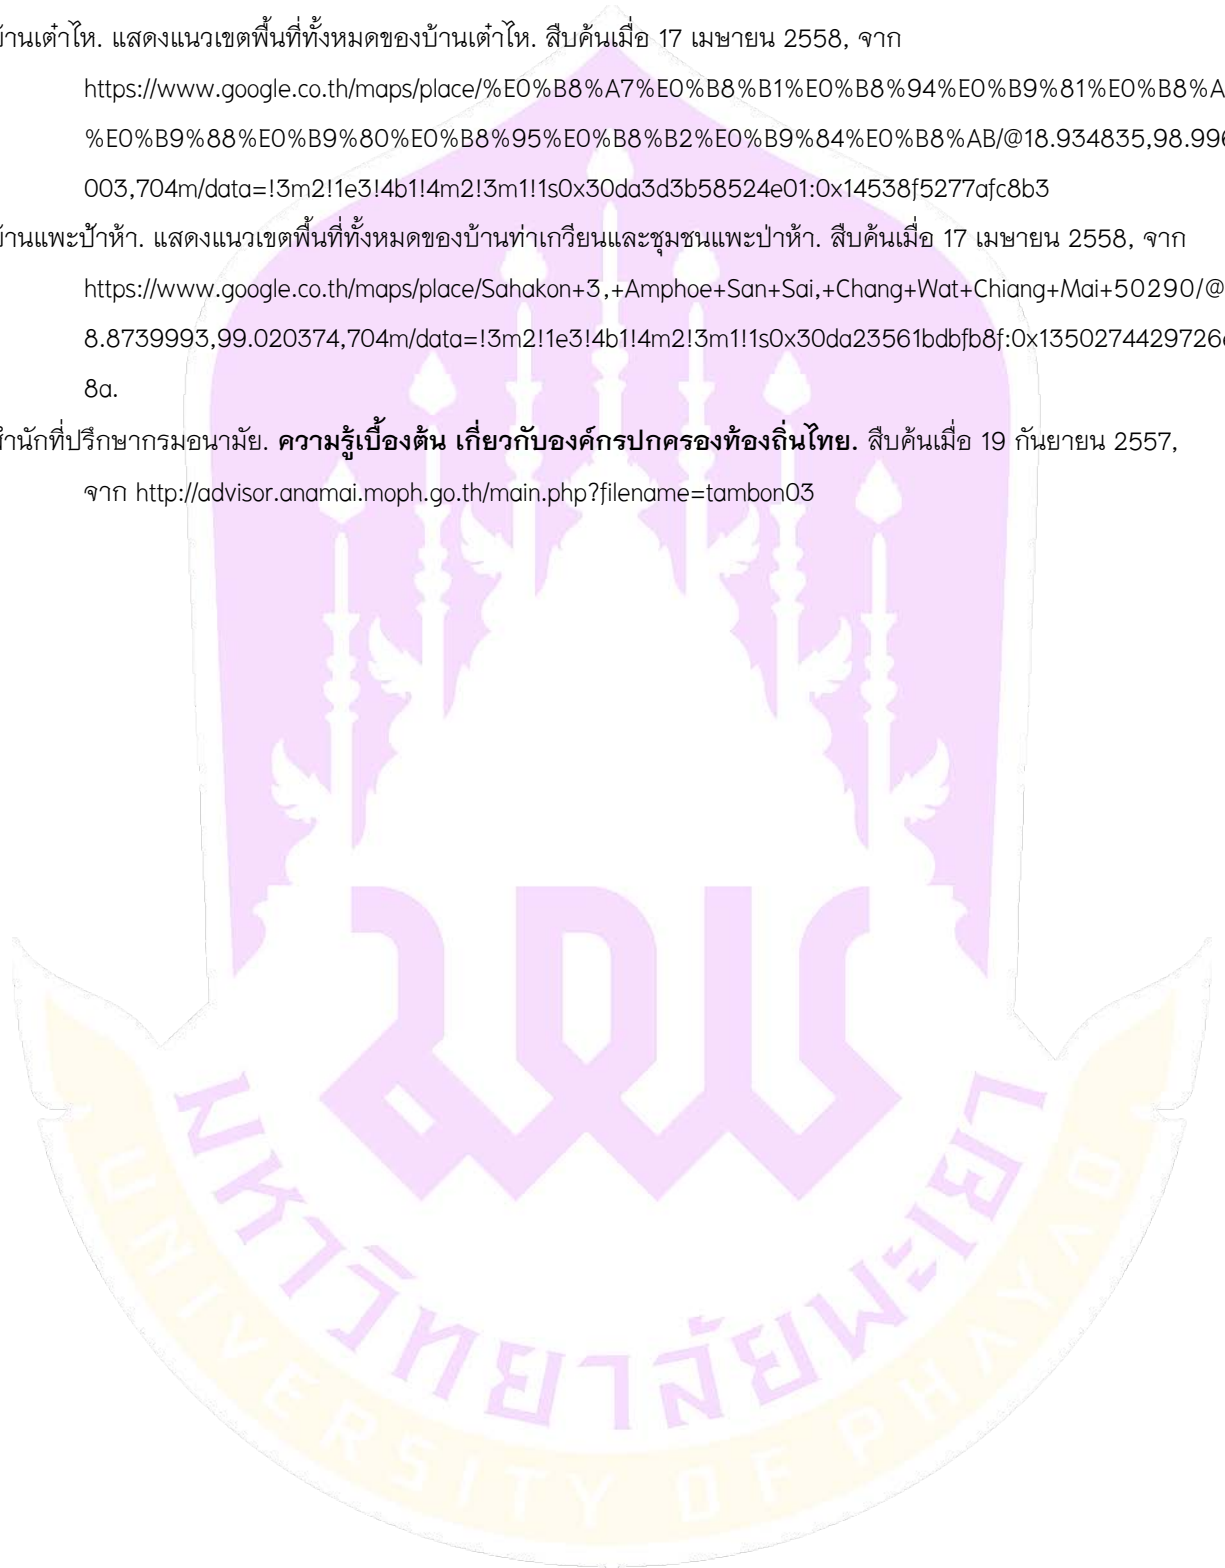 บ้านเต๋าไห. แสดงแนวเขตพื้นที่ทั้งหมดของบ้านเต๋าไห. สืบค้นเมื่อ 17 เมษายน 2558, จาก
https://www.google.co.th/maps/place/%E0%B8%A7%E0%B8%B1%E0%B8%94%E0%B9%81%E0%B8%A
%E0%B9%88%E0%B9%80%E0%B8%95%E0%B8%B2%E0%B9%84%E0%B8%AB/@18.934835,98.996
003,704m/data=!3m2!1e3!4b1!4m2!3m1!1s0x30da3d3b58524e01:0x14538f5277afc8b3
บ้านแพะป้าห้า. แสดงแนวเขตพื้นที่ทั้งหมดของบ้านท่าเกวียนและชุมชนแพะป่าห้า. สืบค้นเมื่อ 17 เมษายน 2558, จาก
https://www.google.co.th/maps/place/Sahakon+3,+Amphoe+San+Sai,+Chang+Wat+Chiang+Mai+50290/@
8.8739993,99.020374,704m/data=!3m2!1e3!4b1!4m2!3m1!1s0x30da23561bdbfb8f:0x1350274429726e
8a.
สำนักที่ปรึกษากรมอนามัย. ความรู้เบื้องต้น เกี่ยวกับองค์กรปกครองท้องถิ่นไทย. สืบค้นเมื่อ 19 กันยายน 2557,
จาก http://advisor.anamai.moph.go.th/main.php?filename=tambon03
มหาวิทยาลัยพะเยา
UNIVERSITY OF PHAYAO